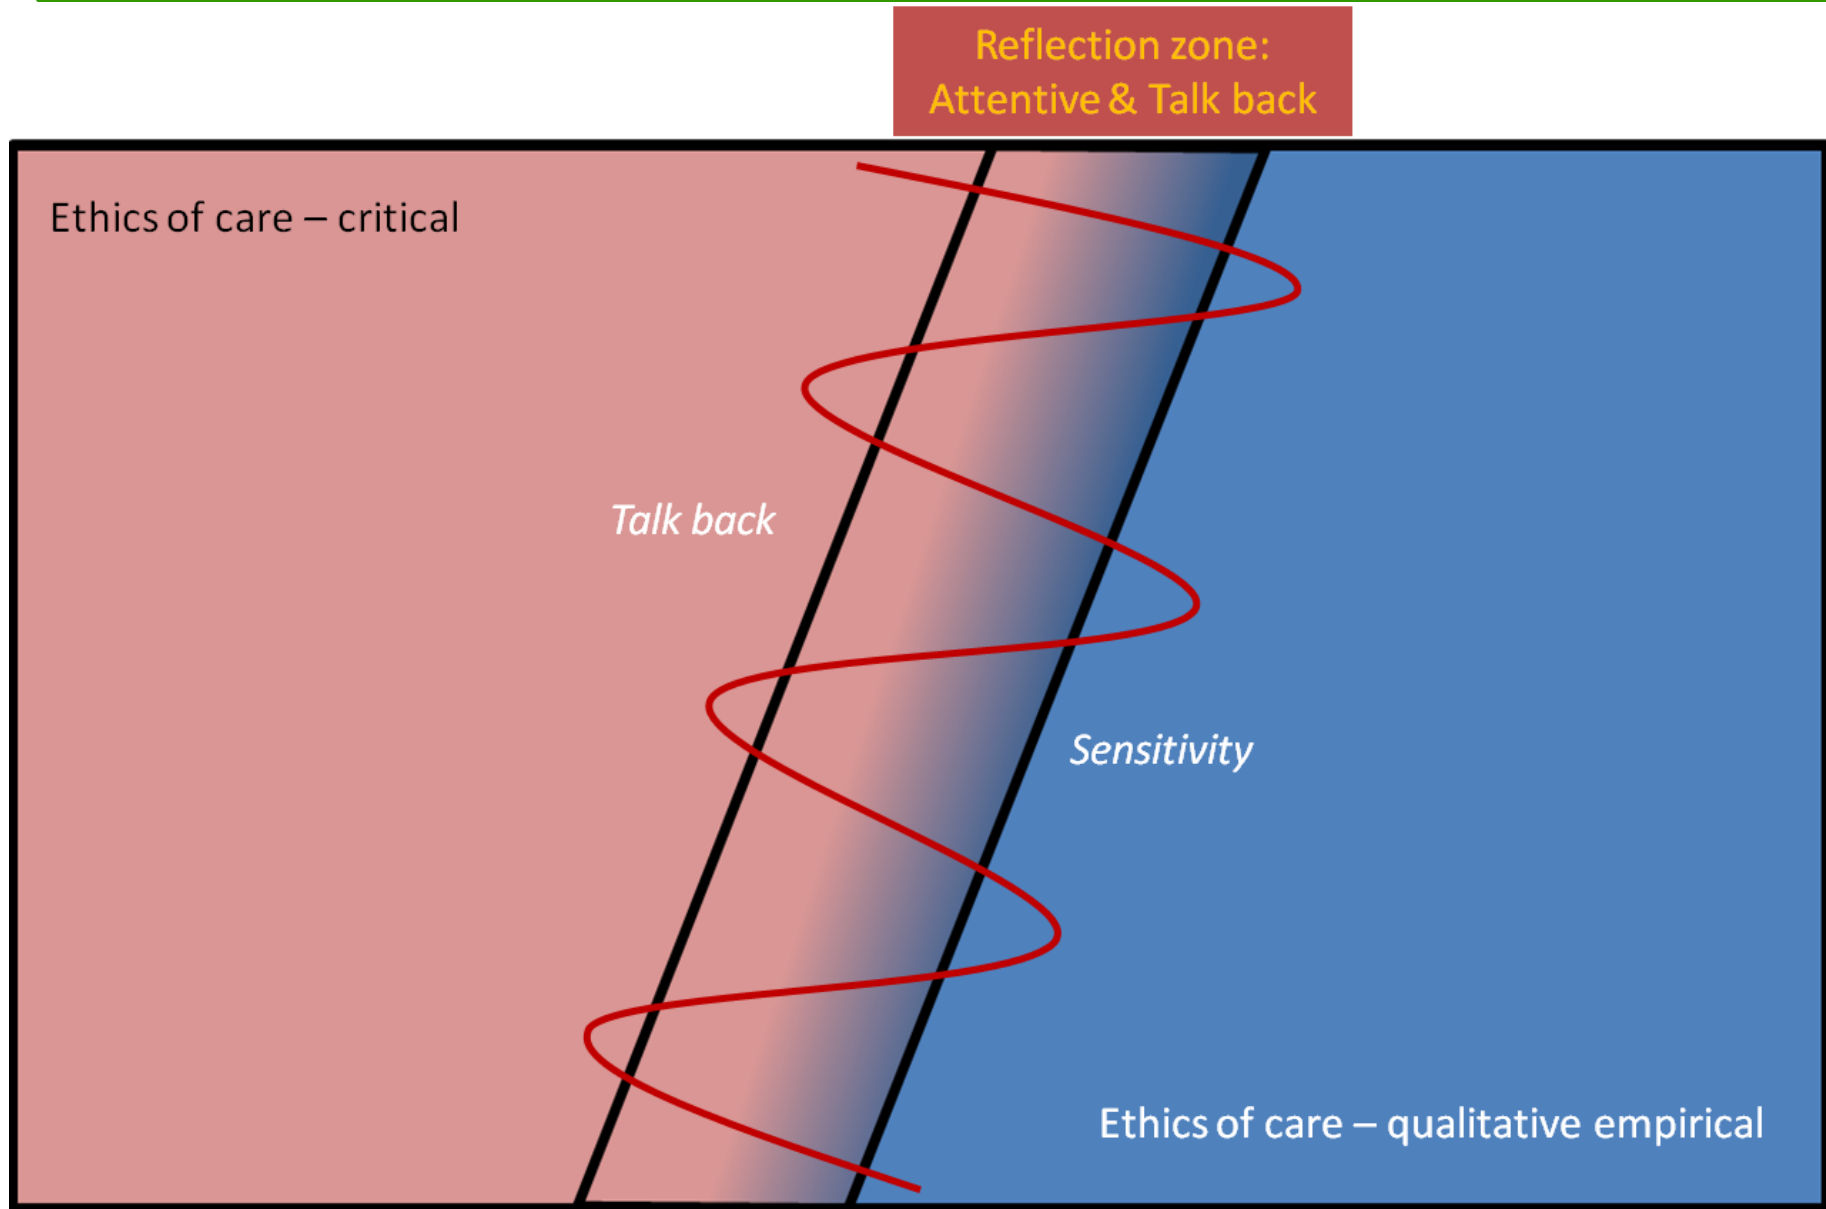 Reflection zone:
Attentive & Talk back
Ethics of care – critical
Talk back
Sensitivity
Ethics of care – qualitative empirical